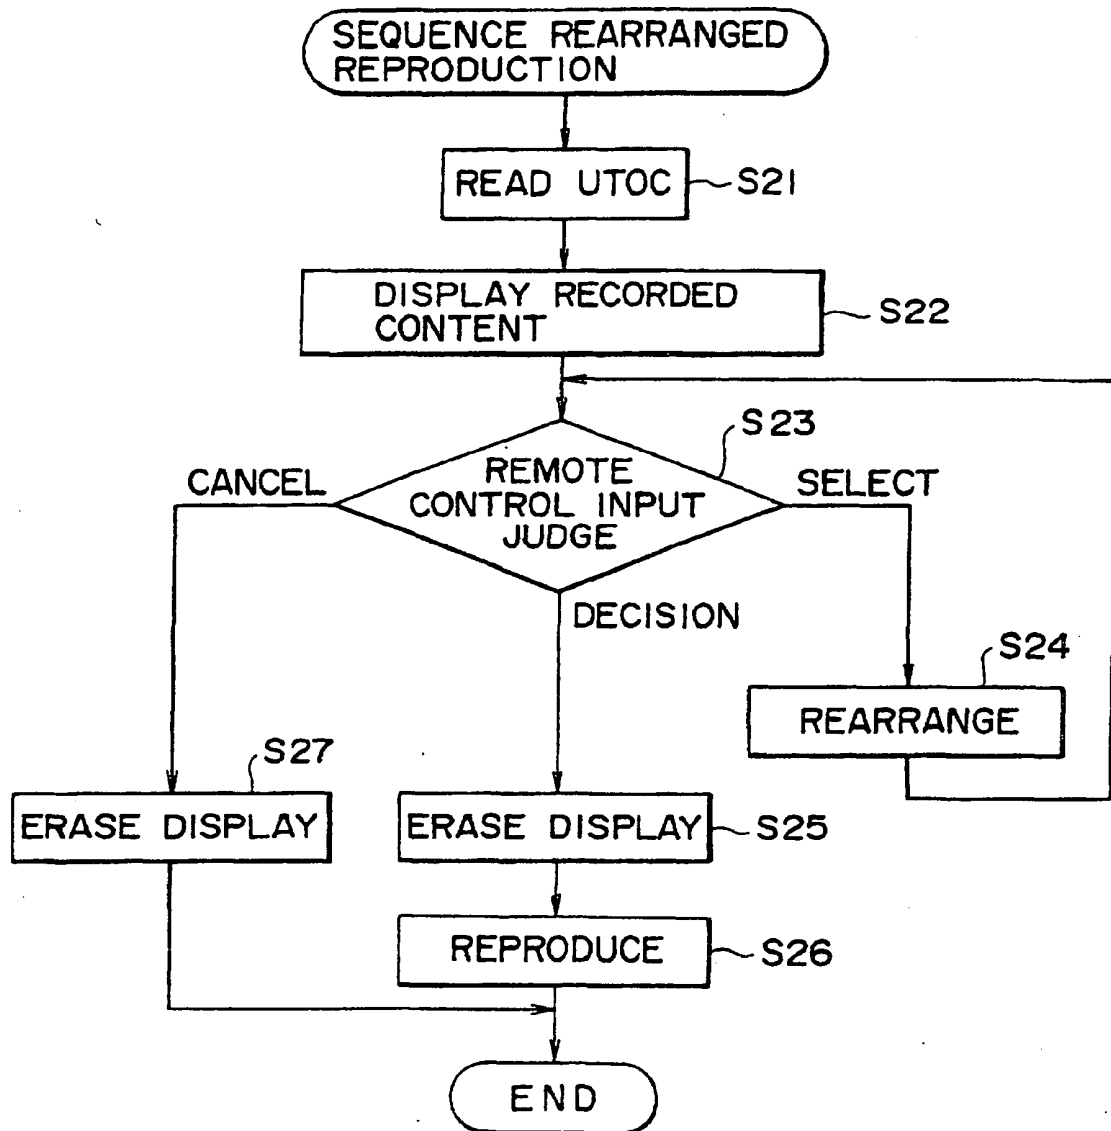 SEQUENCE REARRANGED
REPRODUCTION
READ UTOC
S21
DISPLAY RECORDED
CONTENT
S22
S23
CANCEL
REMOTE
CONTROL INPUT
JUDGE
SELECT
DECISION
S24
REARRANGE
S27
ERASE DISPLAY
ERASE DISPLAY
S25
REPRODUCE
S26
END